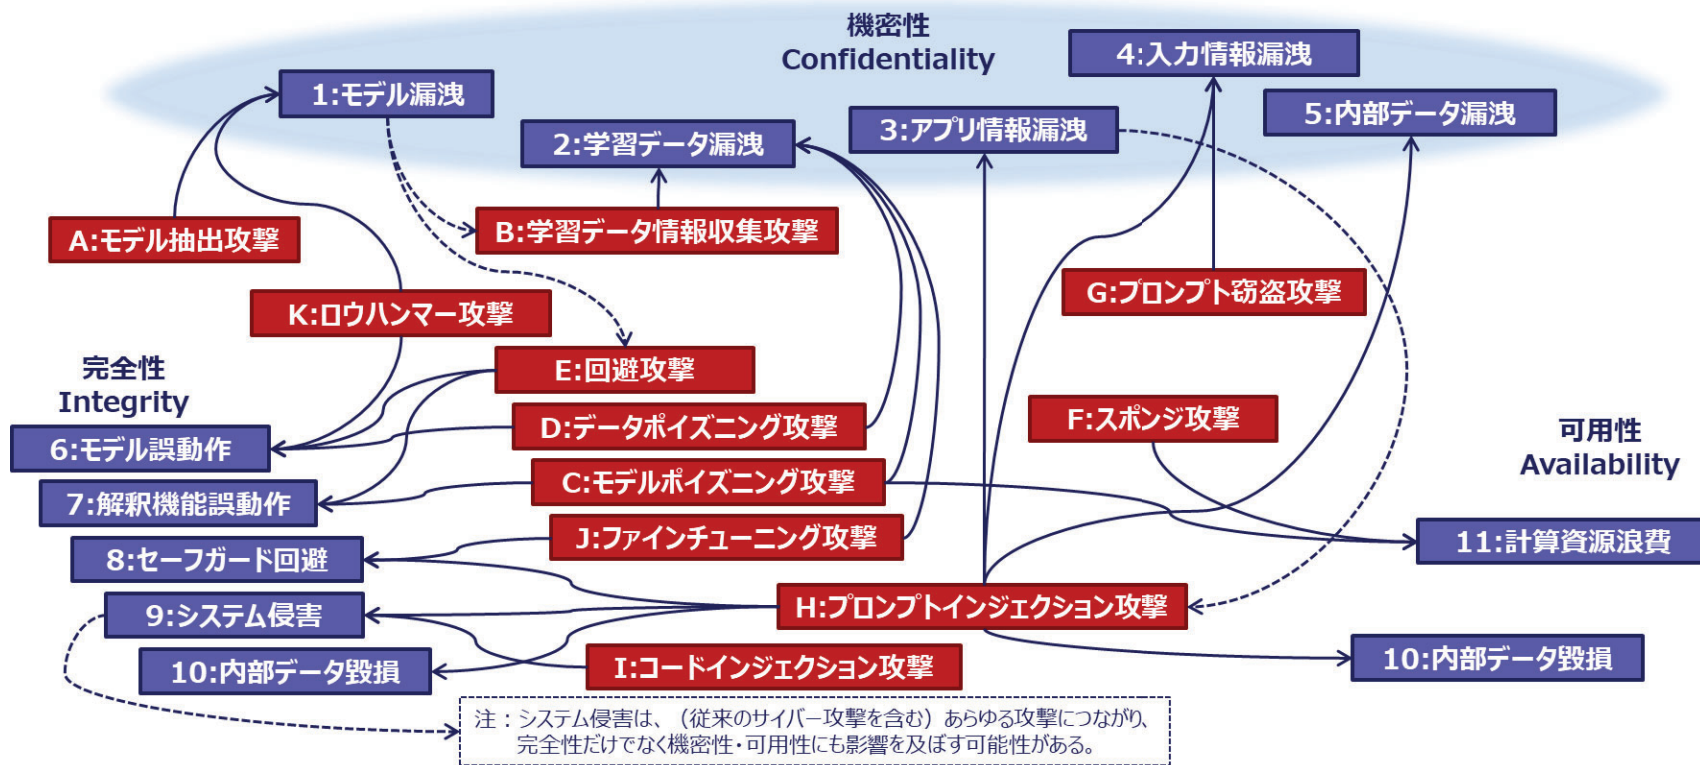 機密性
Confidentiality
4:入力情報漏洩
1:モデル漏洩
5:内部データ漏洩
3:アプリ情報漏洩
2:学習データ漏洩
A:モデル抽出攻撃
B:学習データ情報収集攻撃
G:プロンプト窃盗攻撃
K:ロウハンマー攻撃
E:回避攻撃
完全性
Integrity
D:データポイズニング攻撃
F:スポンジ攻撃
6:モデル誤動作
可用性
Availability
C:モデルポイズニング攻撃
7:解釈機能誤動作
J:ファインチューニング攻撃
11:計算資源浪費
8:セーフガード回避
H:プロンプトインジェクション攻撃
9:システム侵害
10:内部データ毀損
I:コードインジェクション攻撃
10:内部データ毀損
注：システム侵害は、（従来のサイバー攻撃を含む）あらゆる攻撃につながり、
完全性だけでなく機密性・可用性にも影響を及ぼす可能性がある。